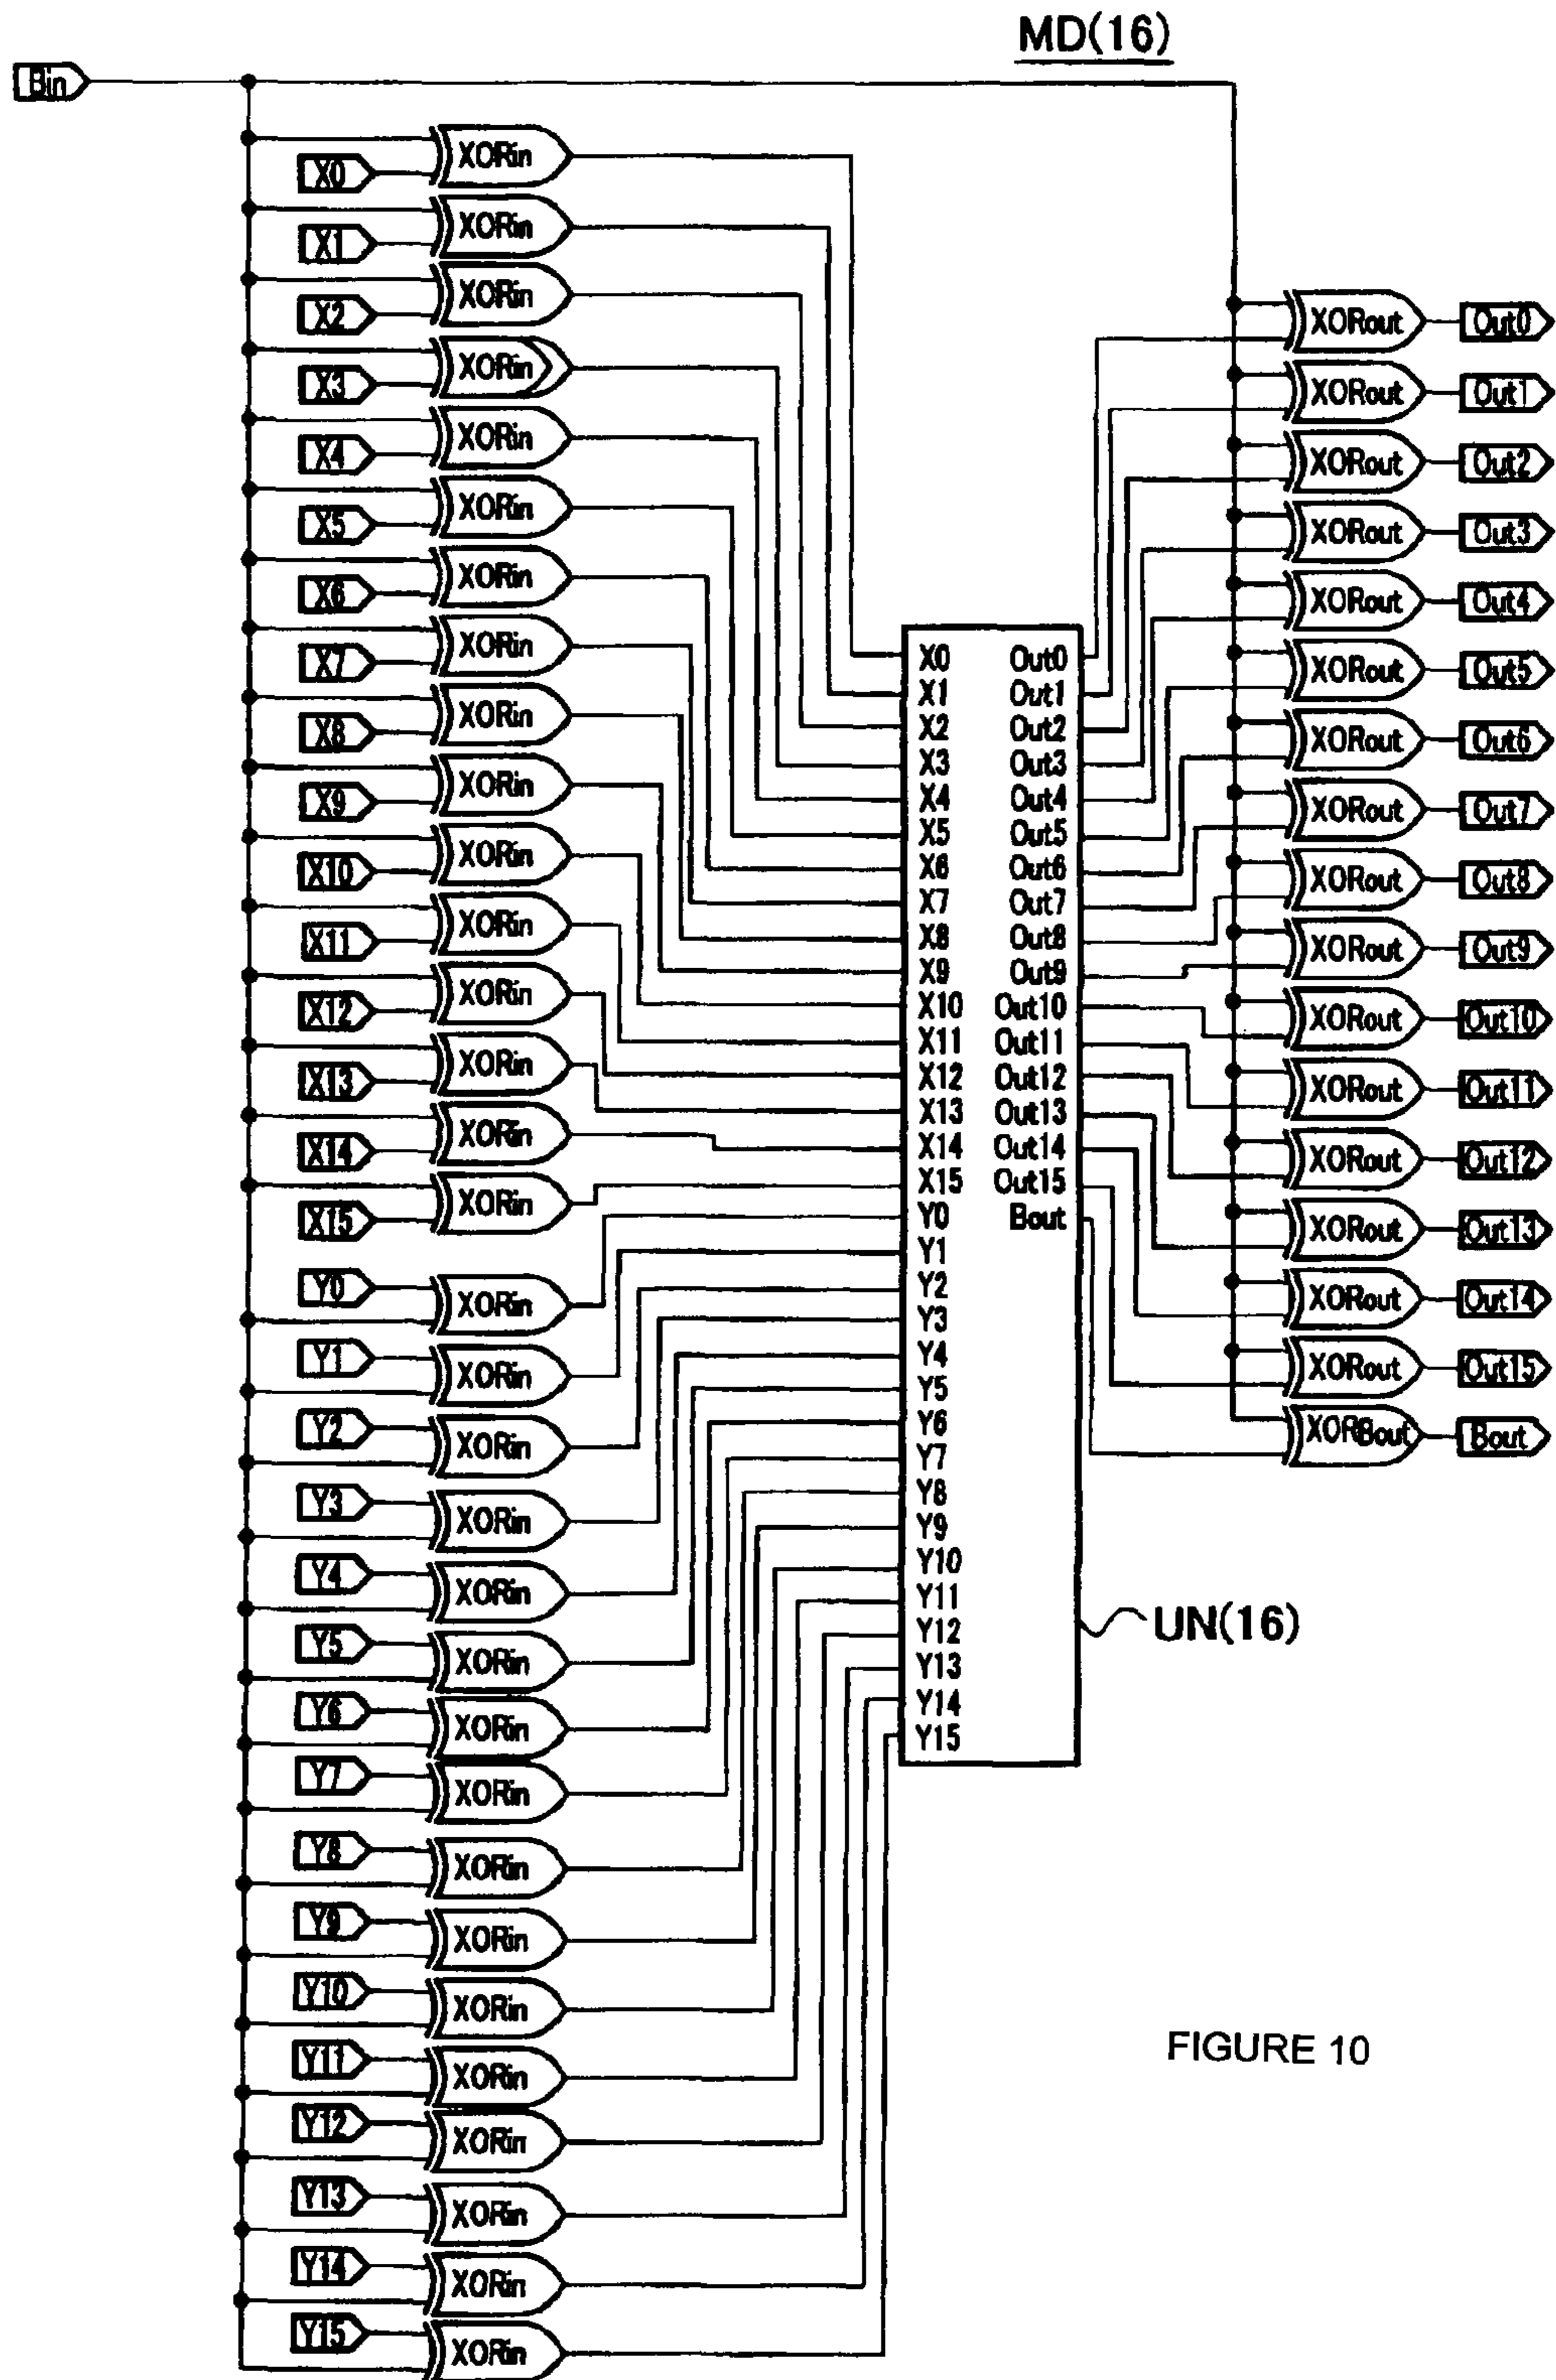 MD(16)
Bin
X0 XORin
X1 XORin
X2 XORin
X3 XORin
X4 XORin
X5 XORin
X6 XORin
X7 XORin
X8 XORin
X9 XORin
X10 XORin
X11 XORin
X12 XORin
X13 XORin
X14 XORin
X15 XORin
Y0 XORin
Y1 XORin
Y2 XORin
Y3 XORin
Y4 XORin
Y5 XORin
Y6 XORin
Y7 XORin
Y8 XORin
Y9 XORin
Y10 XORin
Y11 XORin
Y12 XORin
Y13 XORin
Y14 XORin
Y15 XORin
X0 Out0
X1 Out1
X2 Out2
X3 Out3
X4 Out4
X5 Out5
X6 Out6
X7 Out7
X8 Out8
X9 Out9
X10 Out10
X11 Out11
X12 Out12
X13 Out13
X14 Out14
X15 Out15
Y0 Bout
Y1
Y2
Y3
Y4
Y5
Y6
Y7
Y8
Y9
Y10
Y11
Y12
Y13
Y14
Y15
UN(16)
XORout Out0
XORout Out1
XORout Out2
XORout Out3
XORout Out4
XORout Out5
XORout Out6
XORout Out7
XORout Out8
XORout Out9
XORout Out10
XORout Out11
XORout Out12
XORout Out13
XORout Out14
XORout Out15
XORBout Bout
FIGURE 10